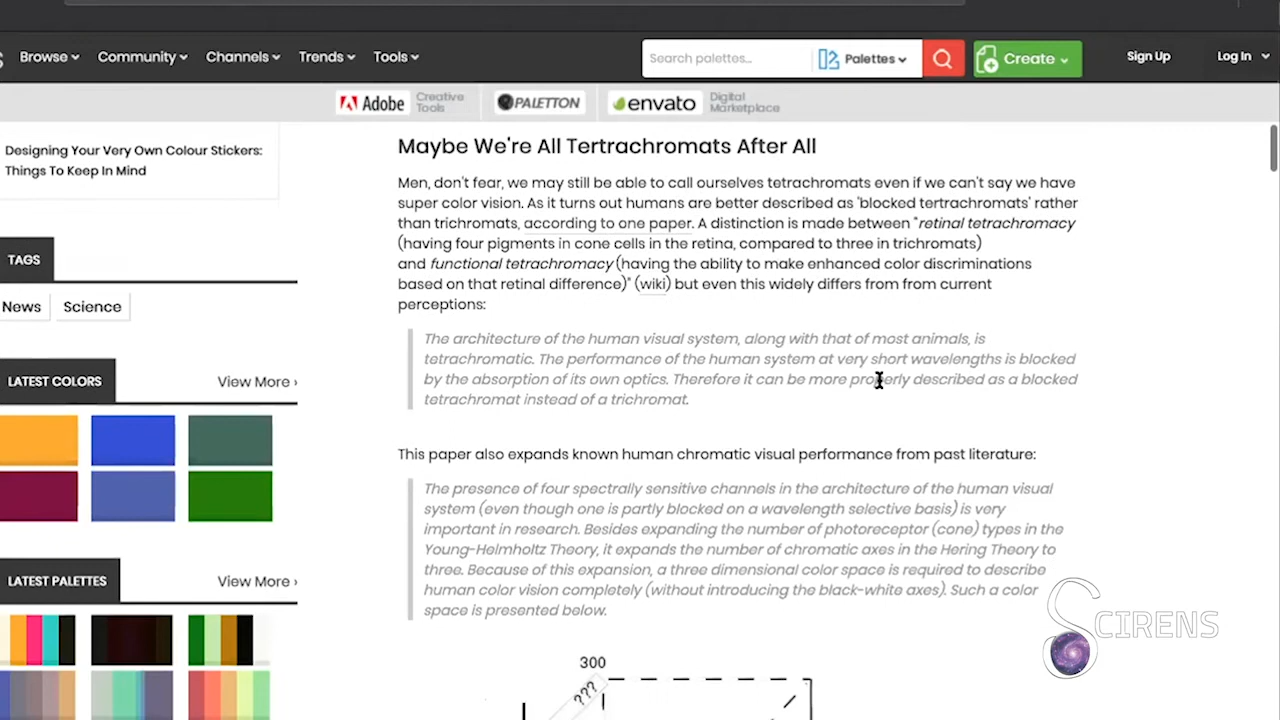 Browse Community Channels Trends Tools Search palettes... Palettes Create Sign Up Log In
Adobe Creative Tools PALETTON envato Digital Marketplace
Designing Your Very Own Colour Stickers:
Things To Keep In Mind
TAGS
News Science
LATEST COLORS View More ›
LATEST PALETTES View More ›
Maybe We're All Tertrachromats After All
Men, don't fear, we may still be able to call ourselves tetrachromats even if we can't say we have
super color vision. As it turns out humans are better described as 'blocked tertrachromats' rather
than trichromats, according to one paper. A distinction is made between "retinal tetrachromacy
(having four pigments in cone cells in the retina, compared to three in trichromats)
and functional tetrachromacy (having the ability to make enhanced color discriminations
based on that retinal difference)" (wiki) but even this widely differs from from current
perceptions:
The architecture of the human visual system, along with that of most animals, is
tetrachromatic. The performance of the human system at very short wavelengths is blocked
by the absorption of its own optics. Therefore it can be more properly described as a blocked
tetrachromat instead of a trichromat.
This paper also expands known human chromatic visual performance from past literature:
The presence of four spectrally sensitive channels in the architecture of the human visual
system (even though one is partly blocked on a wavelength selective basis) is very
important in research. Besides expanding the number of photoreceptor (cone) types in the
Young-Helmholtz Theory, it expands the number of chromatic axes in the Hering Theory to
three. Because of this expansion, a three dimensional color space is required to describe
human color vision completely (without introducing the black-white axes). Such a color
space is presented below.
300
???
SCIRENS